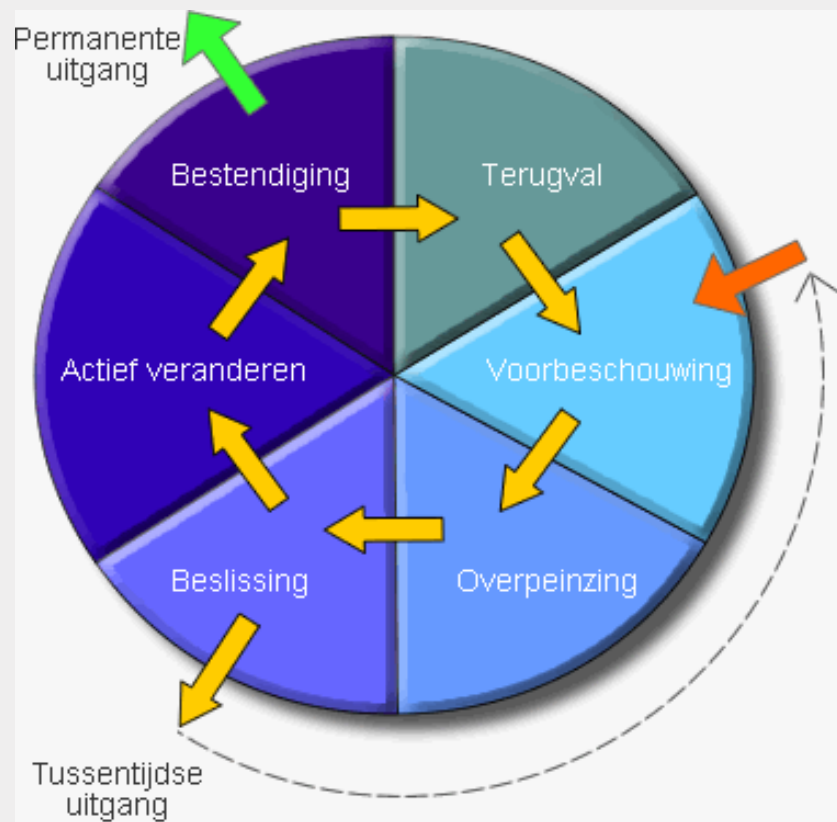 Permanente
uitgang
Bestendiging
Terugval
Actief veranderen
Voorbeschouwing
Beslissing
Overpeinzing
Tussentijdse
uitgang